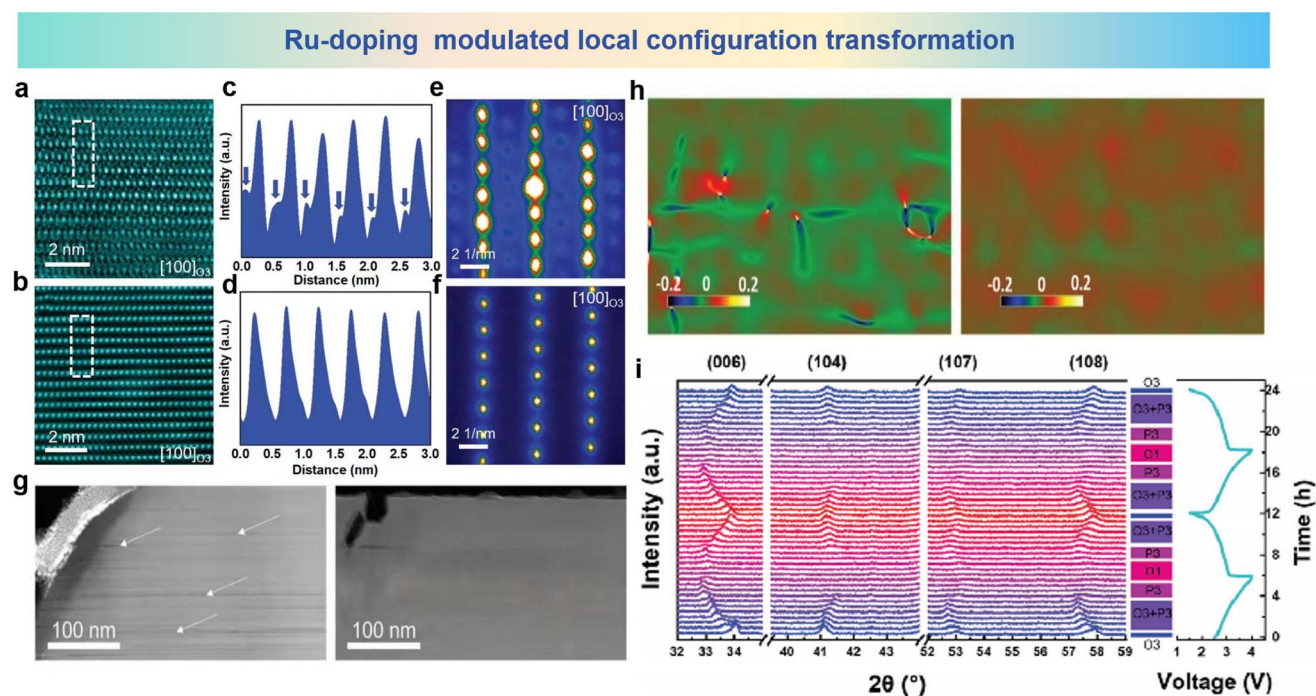 Ru-doping modulated local configuration transformation
a
2 nm
[100]O3
b
2 nm
[100]O3
c
Intensity (a.u.)
0.0 0.5 1.0 1.5 2.0 2.5 3.0
Distance (nm)
d
Intensity (a.u.)
0.0 0.5 1.0 1.5 2.0 2.5 3.0
Distance (nm)
e
[100]O3
2 1/nm
f
[100]O3
2 1/nm
g
100 nm
100 nm
h
-0.2 0 0.2
-0.2 0 0.2
i
(006) (104) (107) (108)
Intensity (a.u.)
32 33 34 40 41 42 43 52 53 54 55 56 57 58 59
2θ (°)
O3
O3+P3
P3
O1
P3
O3+P3
O3+P3
P3
O1
P3
O3+P3
O3
24
20
16
12
8
4
0
Time (h)
1 2 3 4
Voltage (V)